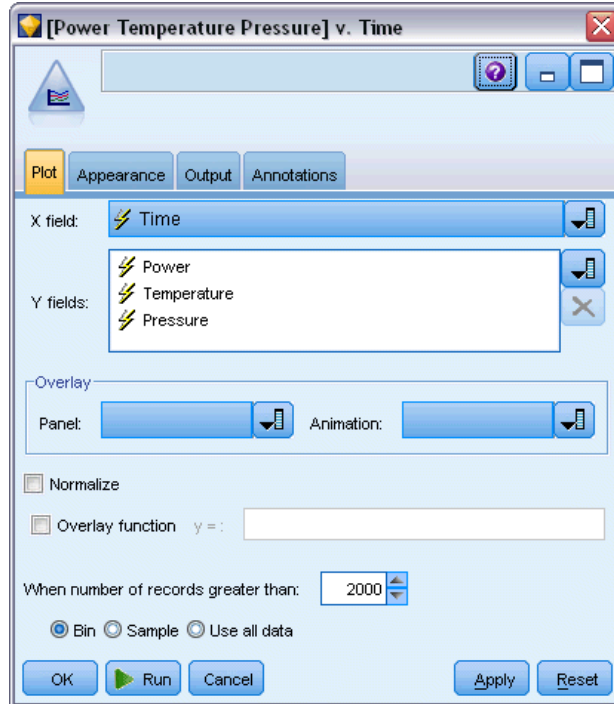 [Power Temperature Pressure] v. Time
?
Plot Appearance Output Annotations
X field: Time
Y fields:
Power
Temperature
Pressure
Overlay
Panel: Animation:
Normalize
Overlay function y = :
When number of records greater than: 2000
Bin Sample Use all data
OK Run Cancel Apply Reset